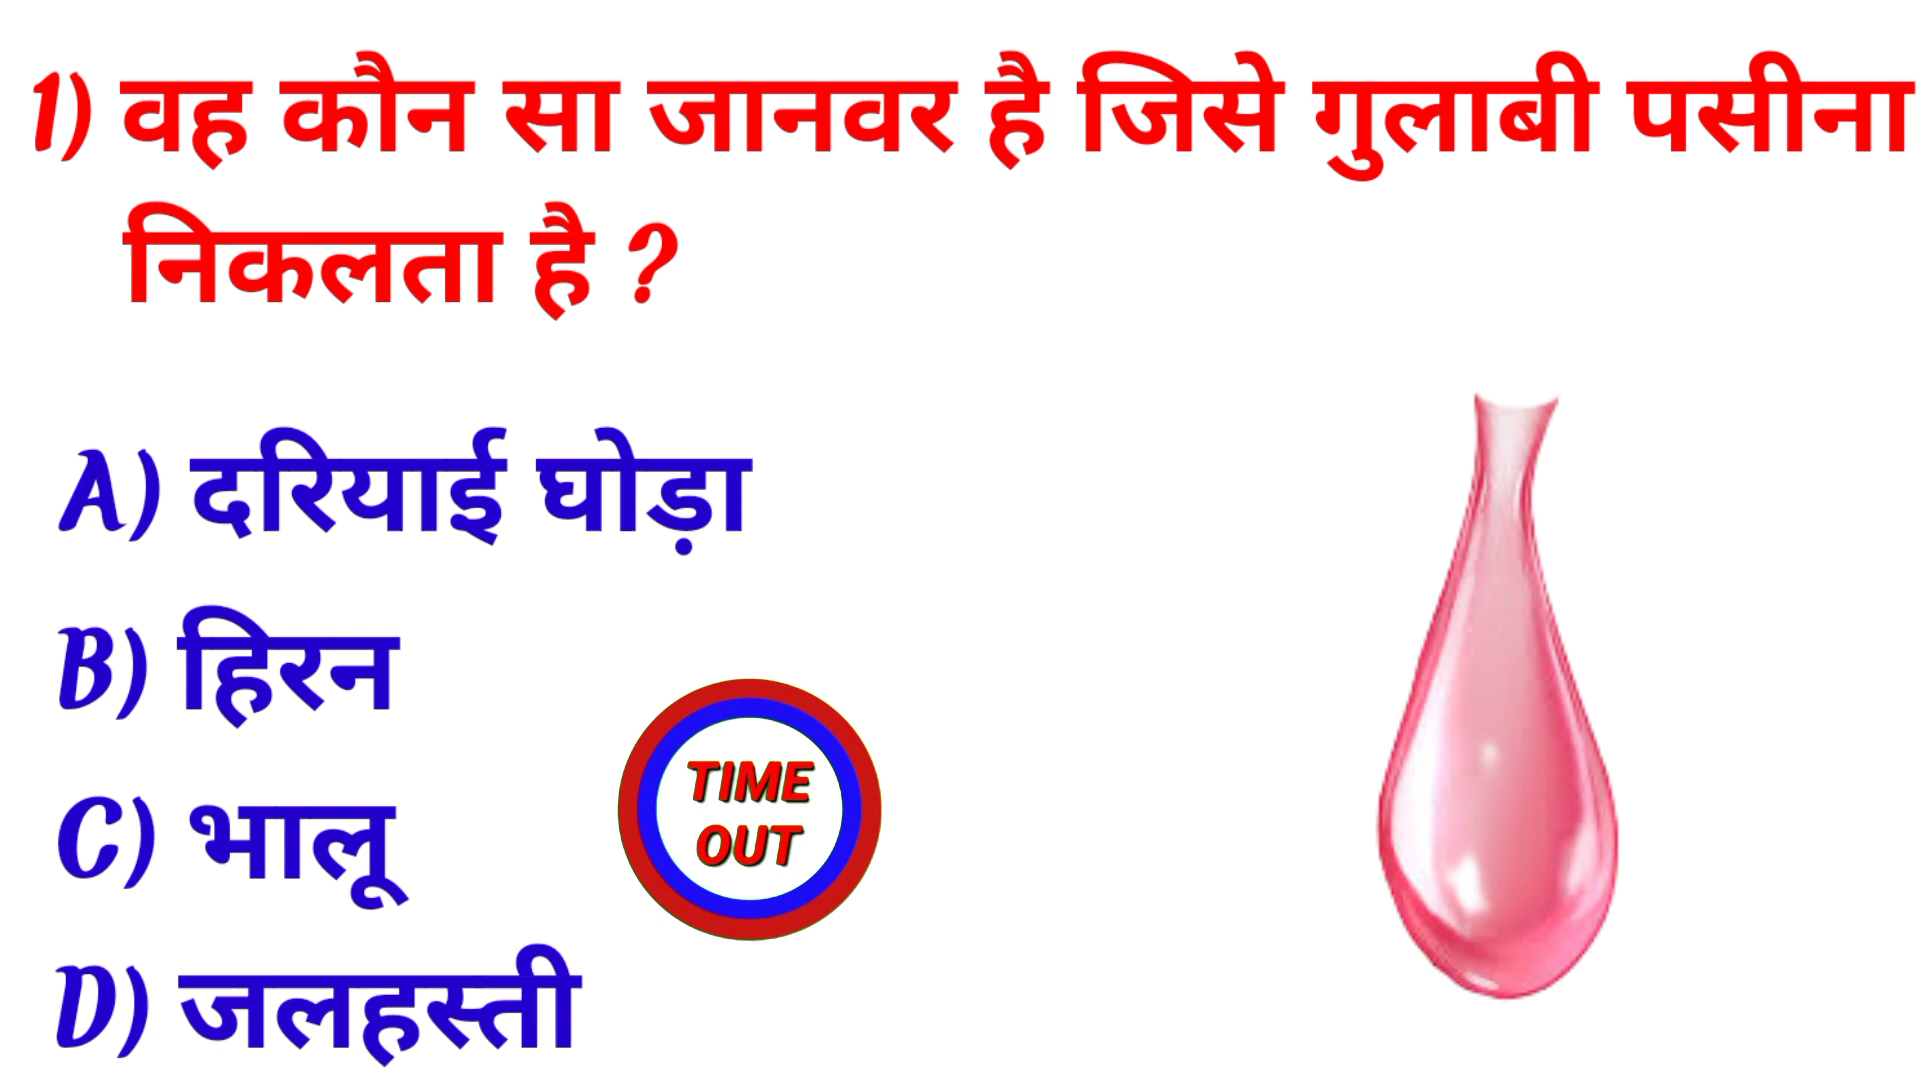 1) वह कौन सा जानवर है जिसे गुलाबी पसीना
निकलता है ?
A) दरियाई घोड़ा
B) हिरन
C) भालू
TIME
OUT
D) जलहस्ती